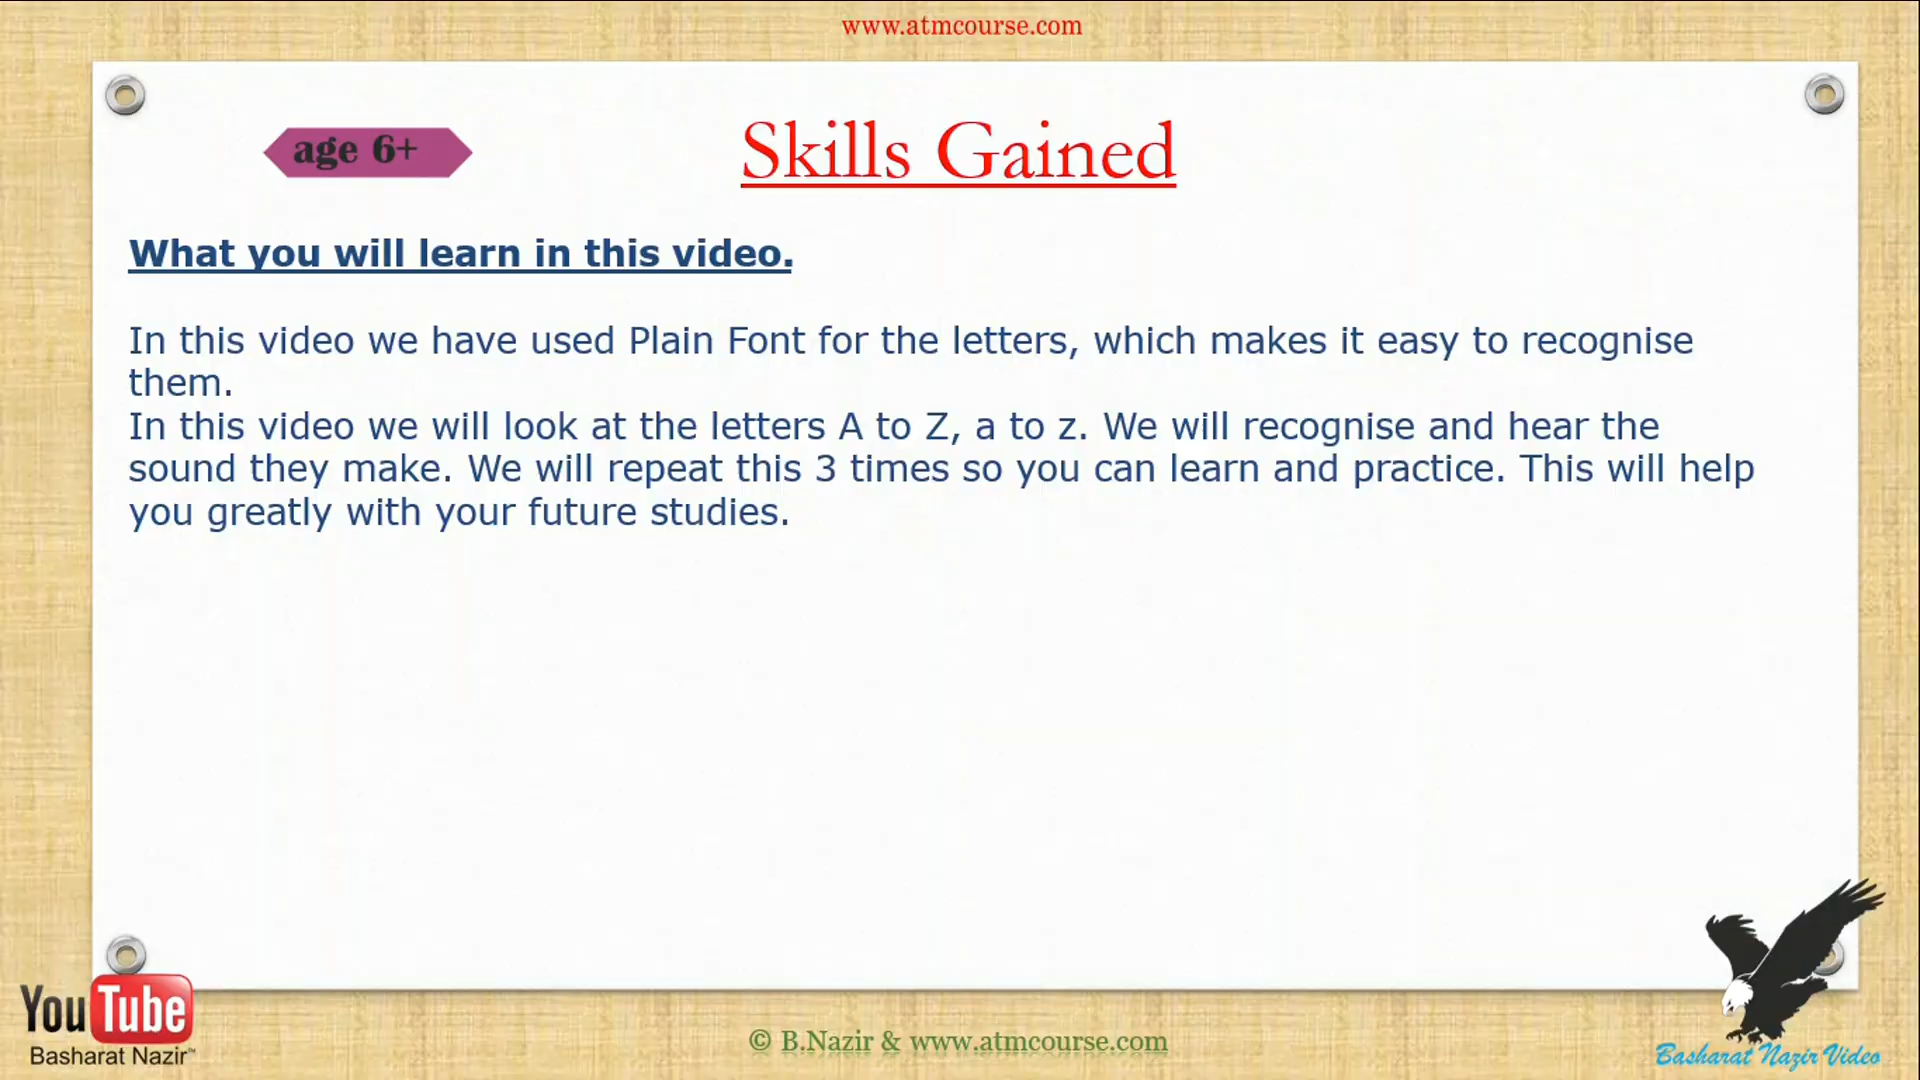 www.atmcourse.com
age 6+
Skills Gained
What you will learn in this video.
In this video we have used Plain Font for the letters, which makes it easy to recognise
them.
In this video we will look at the letters A to Z, a to z. We will recognise and hear the
sound they make. We will repeat this 3 times so you can learn and practice. This will help
you greatly with your future studies.
YouTube
Basharat Nazir™
© B.Nazir & www.atmcourse.com
Basharat Nazir Video